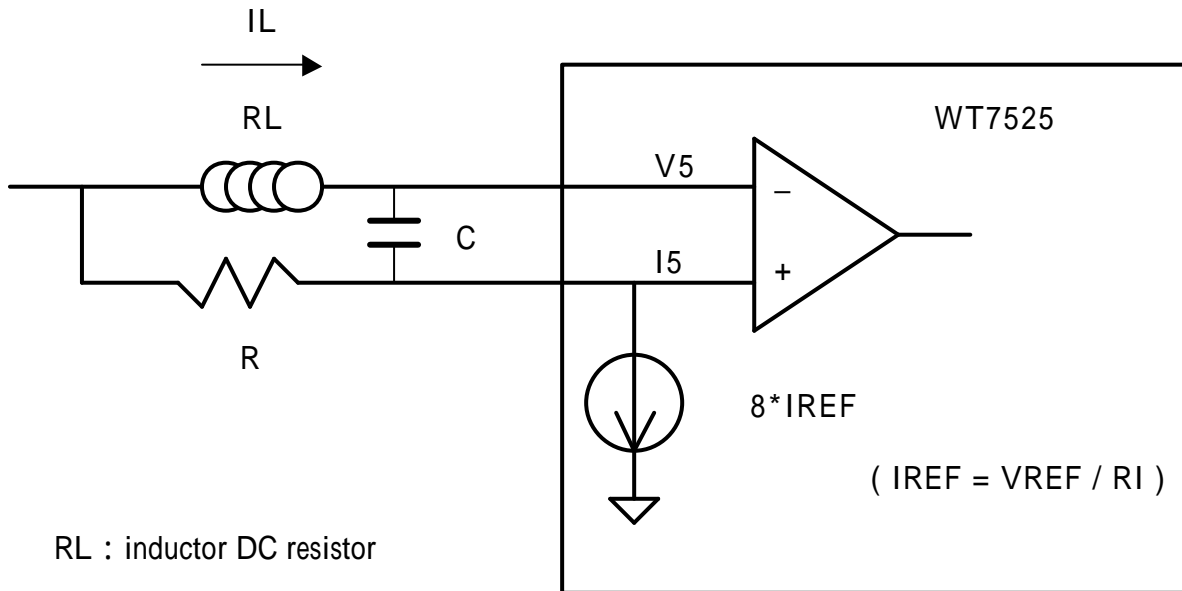 IL
RL
WT7525
V5
−
C
I5
+
R
8*IREF
( IREF = VREF / RI )
RL : inductor DC resistor